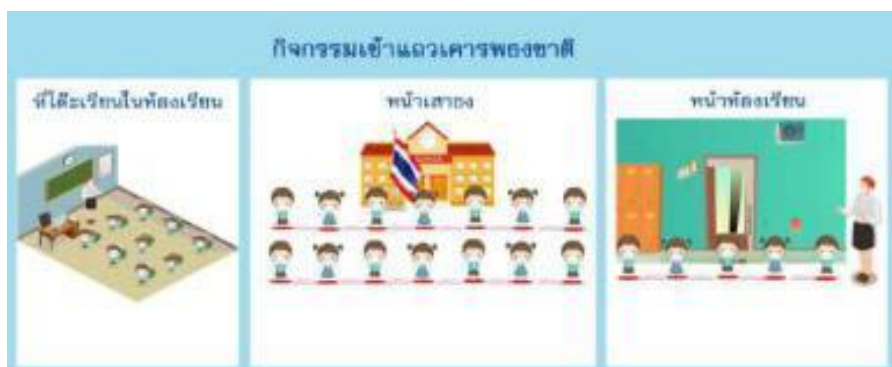 กิจกรรมเข้าแถวเคารพธงชาติ
ที่โต๊ะเรียนในห้องเรียน
หน้าเสาธง
หน้าห้องเรียน